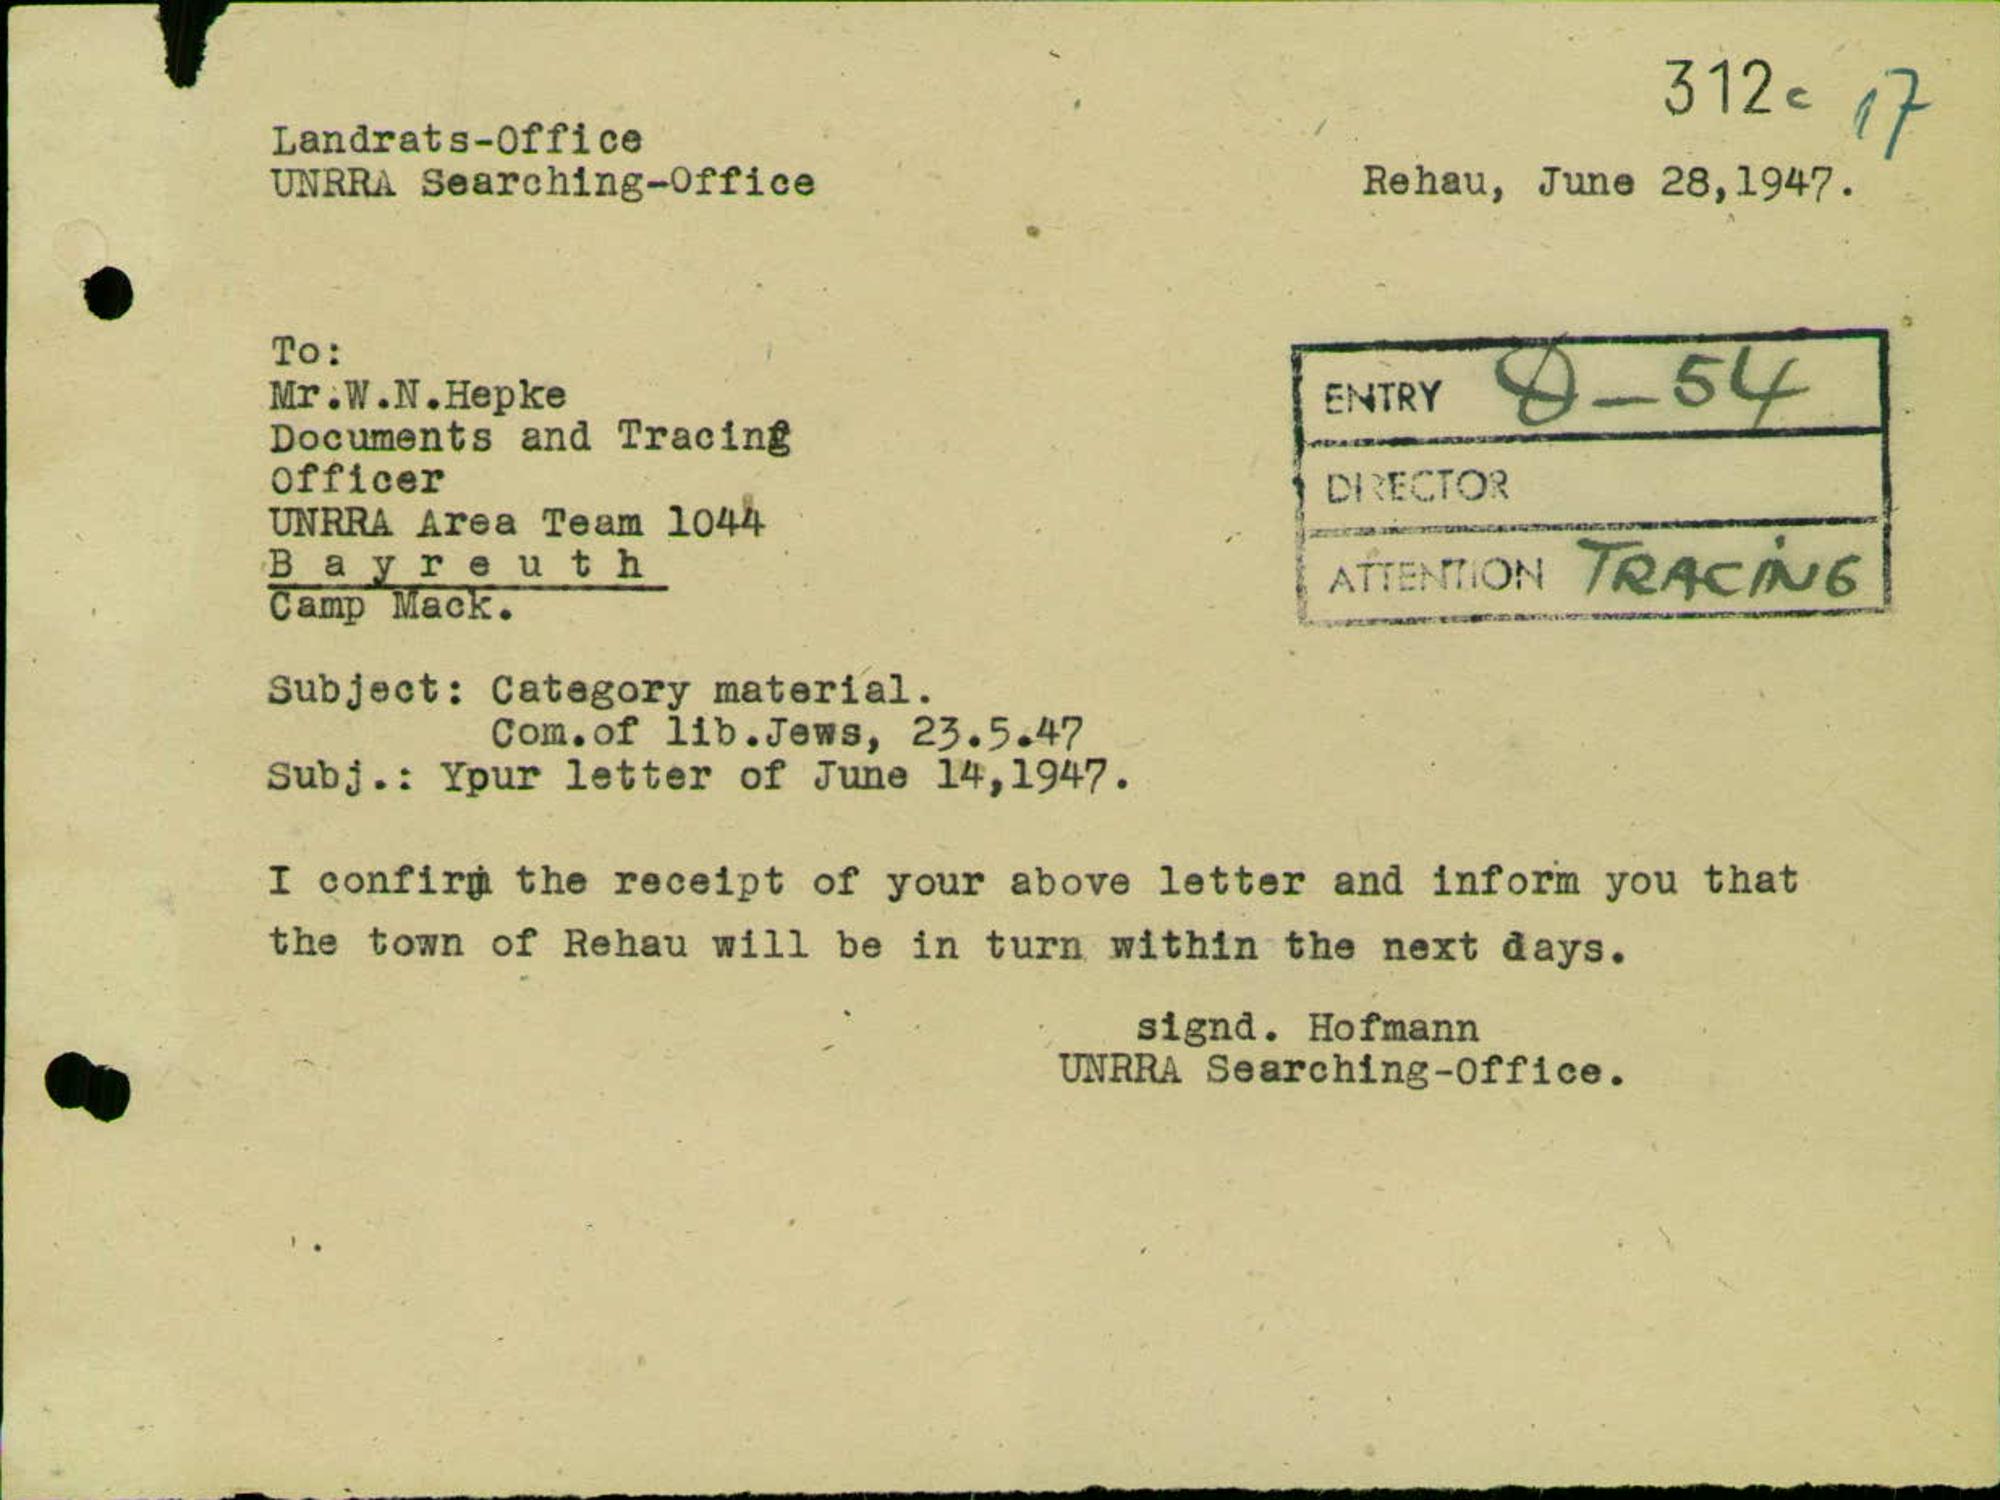 312c 17
Landrats-Office
UNRRA Searching-Office
Rehau, June 28,1947.
To:
Mr.W.N.Hepke
Documents and Tracing
Officer
UNRRA Area Team 1044
B a y r e u t h
Camp Mack.
ENTRY D-54
DIRECTOR
ATTENTION TRACING
Subject: Category material.
Com.of lib.Jews, 23.5.47
Subj.: Ypur letter of June 14,1947.
I confirm the receipt of your above letter and inform you that
the town of Rehau will be in turn within the next days.
signd. Hofmann
UNRRA Searching-Office.